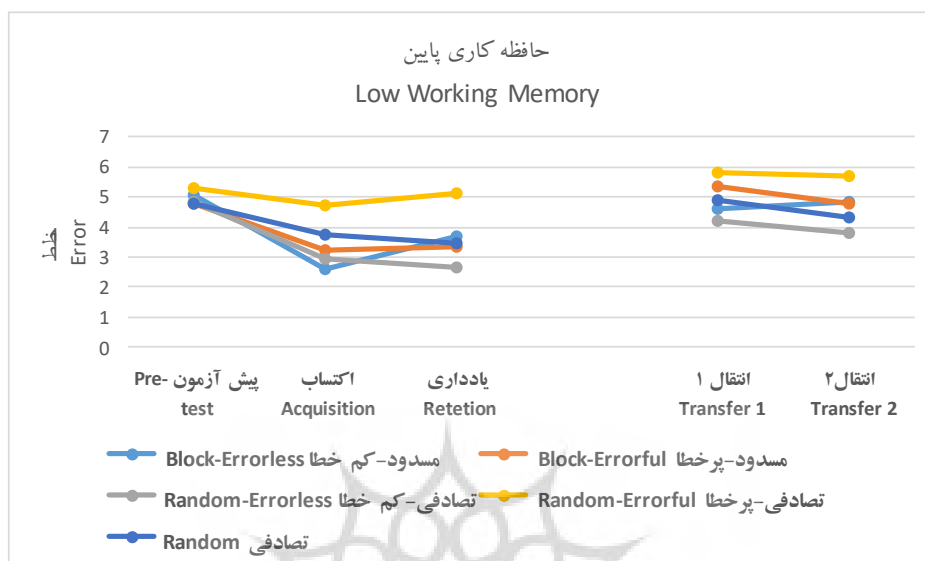 حافظه کاری پایین
Low Working Memory
7
6
5
4
3
2
1
0
خطا
Error
پیش آزمون Pre-test
اکتساب
Acquisition
یادداری
Retetion
انتقال ۱
Transfer 1
انتقال۲
Transfer 2
Block-Errorless مسدود-کم خطا
Block-Errorful مسدود-پرخطا
Random-Errorless تصادفی-کم خطا
Random-Errorful تصادفی-پرخطا
Random تصادفی